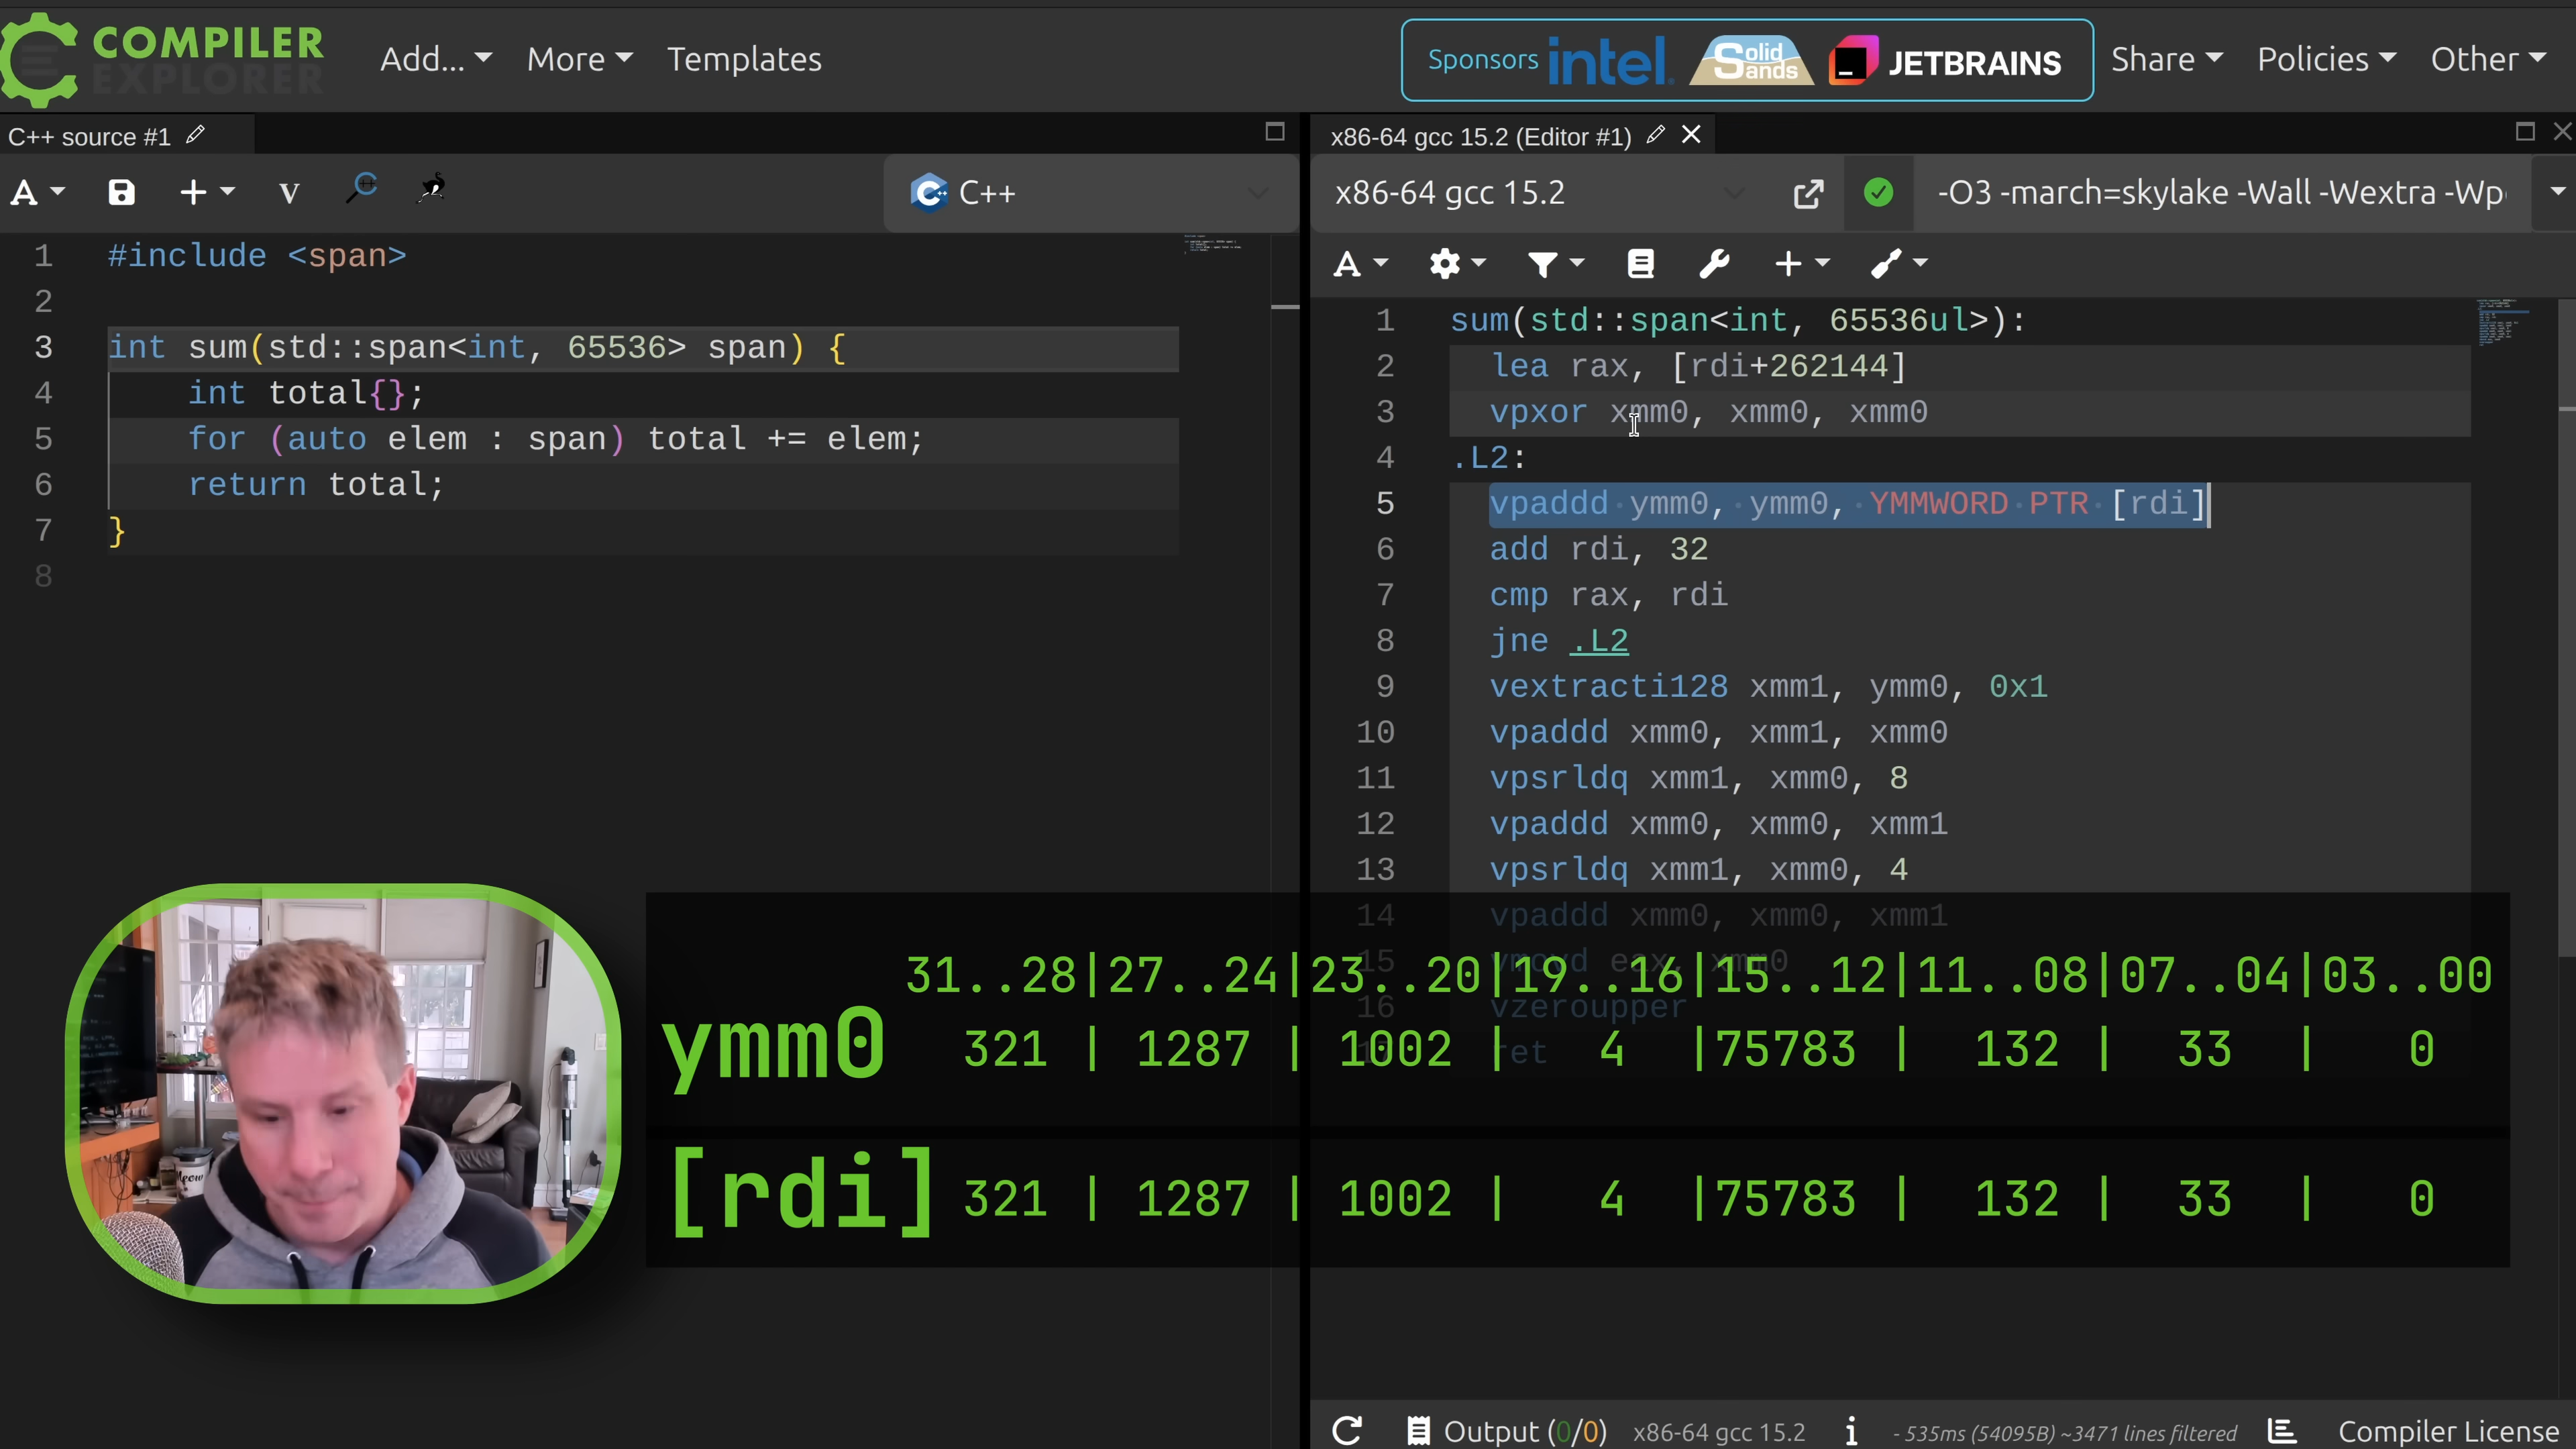 COMPILER
EXPLORER
Add... More Templates
Sponsors intel. Solid Sands JETBRAINS
Share Policies Other
C++ source #1
A + V C++
1 #include <span>
2
3 int sum(std::span<int, 65536> span) {
4 int total{};
5 for (auto elem : span) total += elem;
6 return total;
7 }
8
x86-64 gcc 15.2 (Editor #1)
x86-64 gcc 15.2 -O3 -march=skylake -Wall -Wextra -Wp
A +
1 sum(std::span<int, 65536ul>):
2 lea rax, [rdi+262144]
3 vpxor xmm0, xmm0, xmm0
4 .L2:
5 vpaddd ymm0, ymm0, YMMWORD PTR [rdi]
6 add rdi, 32
7 cmp rax, rdi
8 jne .L2
9 vextracti128 xmm1, ymm0, 0x1
10 vpaddd xmm0, xmm1, xmm0
11 vpsrldq xmm1, xmm0, 8
12 vpaddd xmm0, xmm0, xmm1
13 vpsrldq xmm1, xmm0, 4
14 vpaddd xmm0, xmm0, xmm1
15 vmovd eax, xmm0
16 vzeroupper
ret
31..28|27..24|23..20|19..16|15..12|11..08|07..04|03..00
ymm0 321 | 1287 | 1002 | 4 |75783 | 132 | 33 | 0
[rdi] 321 | 1287 | 1002 | 4 |75783 | 132 | 33 | 0
Meow
Output (0/0) x86-64 gcc 15.2 i - 535ms (54095B) ~3471 lines filtered Compiler License